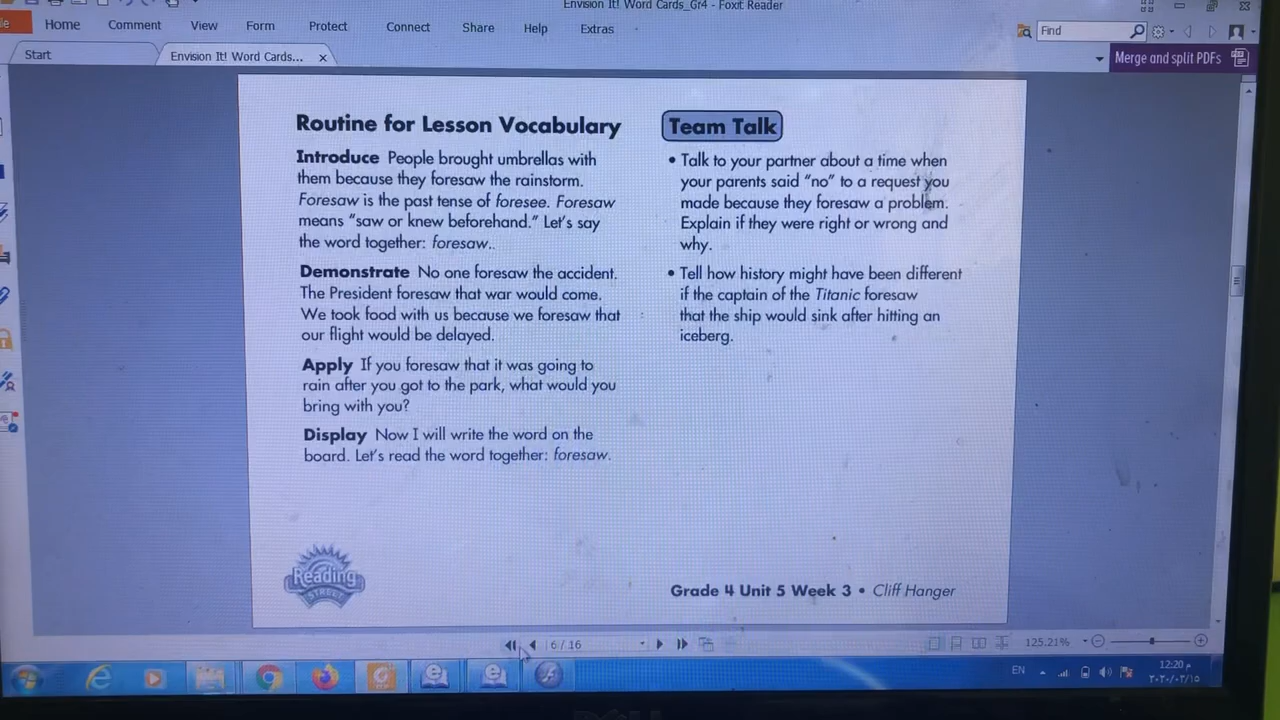 Envision It! Word Cards_Gr4 - Foxit Reader
Home Comment View Form Protect Connect Share Help Extras
Find
Start
Envision It! Word Cards...
Merge and split PDFs
Routine for Lesson Vocabulary
Introduce People brought umbrellas with
them because they foresaw the rainstorm.
Foresaw is the past tense of foresee. Foresaw
means “saw or knew beforehand.” Let’s say
the word together: foresaw..
Demonstrate No one foresaw the accident.
The President foresaw that war would come.
We took food with us because we foresaw that
our flight would be delayed.
Apply If you foresaw that it was going to
rain after you got to the park, what would you
bring with you?
Display Now I will write the word on the
board. Let’s read the word together: foresaw.
Team Talk
• Talk to your partner about a time when
your parents said “no” to a request you
made because they foresaw a problem.
Explain if they were right or wrong and
why.
• Tell how history might have been different
if the captain of the Titanic foresaw
that the ship would sink after hitting an
iceberg.
Reading
STREET
Grade 4 Unit 5 Week 3 • Cliff Hanger
6 / 16
125.21%
EN
12:20 م
DELL